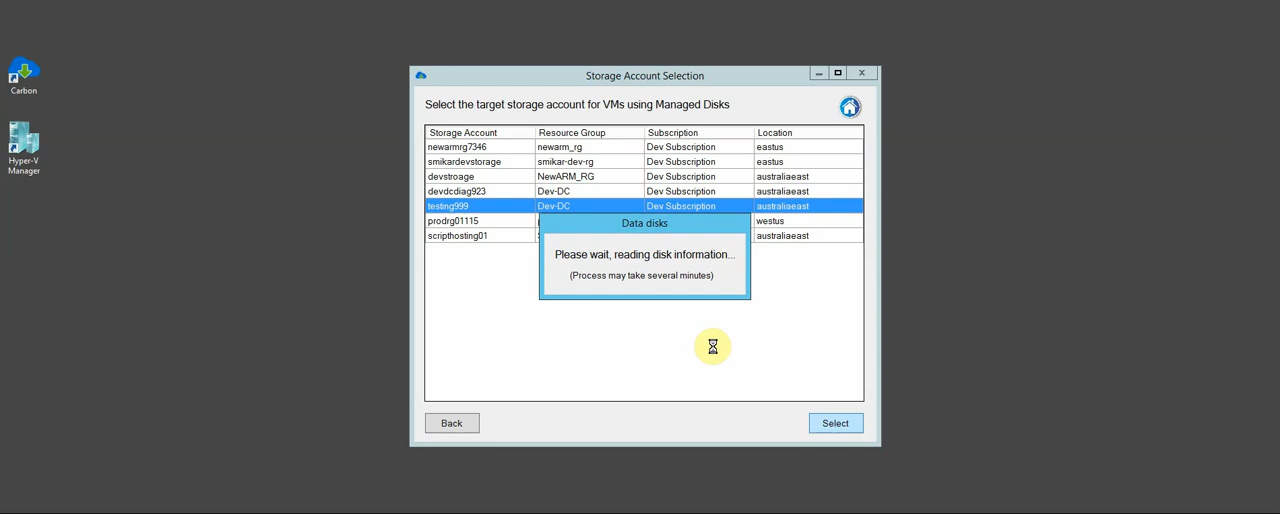 Carbon
Hyper-V
Manager
Storage Account Selection
Select the target storage account for VMs using Managed Disks
Storage Account Resource Group Subscription Location
newarmrg7346 newarm_rg Dev Subscription eastus
smikardevstorage smikar-dev-rg Dev Subscription eastus
devstroage NewARM_RG Dev Subscription australiaeast
devdcdiag923 Dev-DC Dev Subscription australiaeast
testing999 Dev-DC Dev Subscription australiaeast
prodrg01115 westus
scripthosting01 australiaeast
Data disks
Please wait, reading disk information...
(Process may take several minutes)
Back
Select